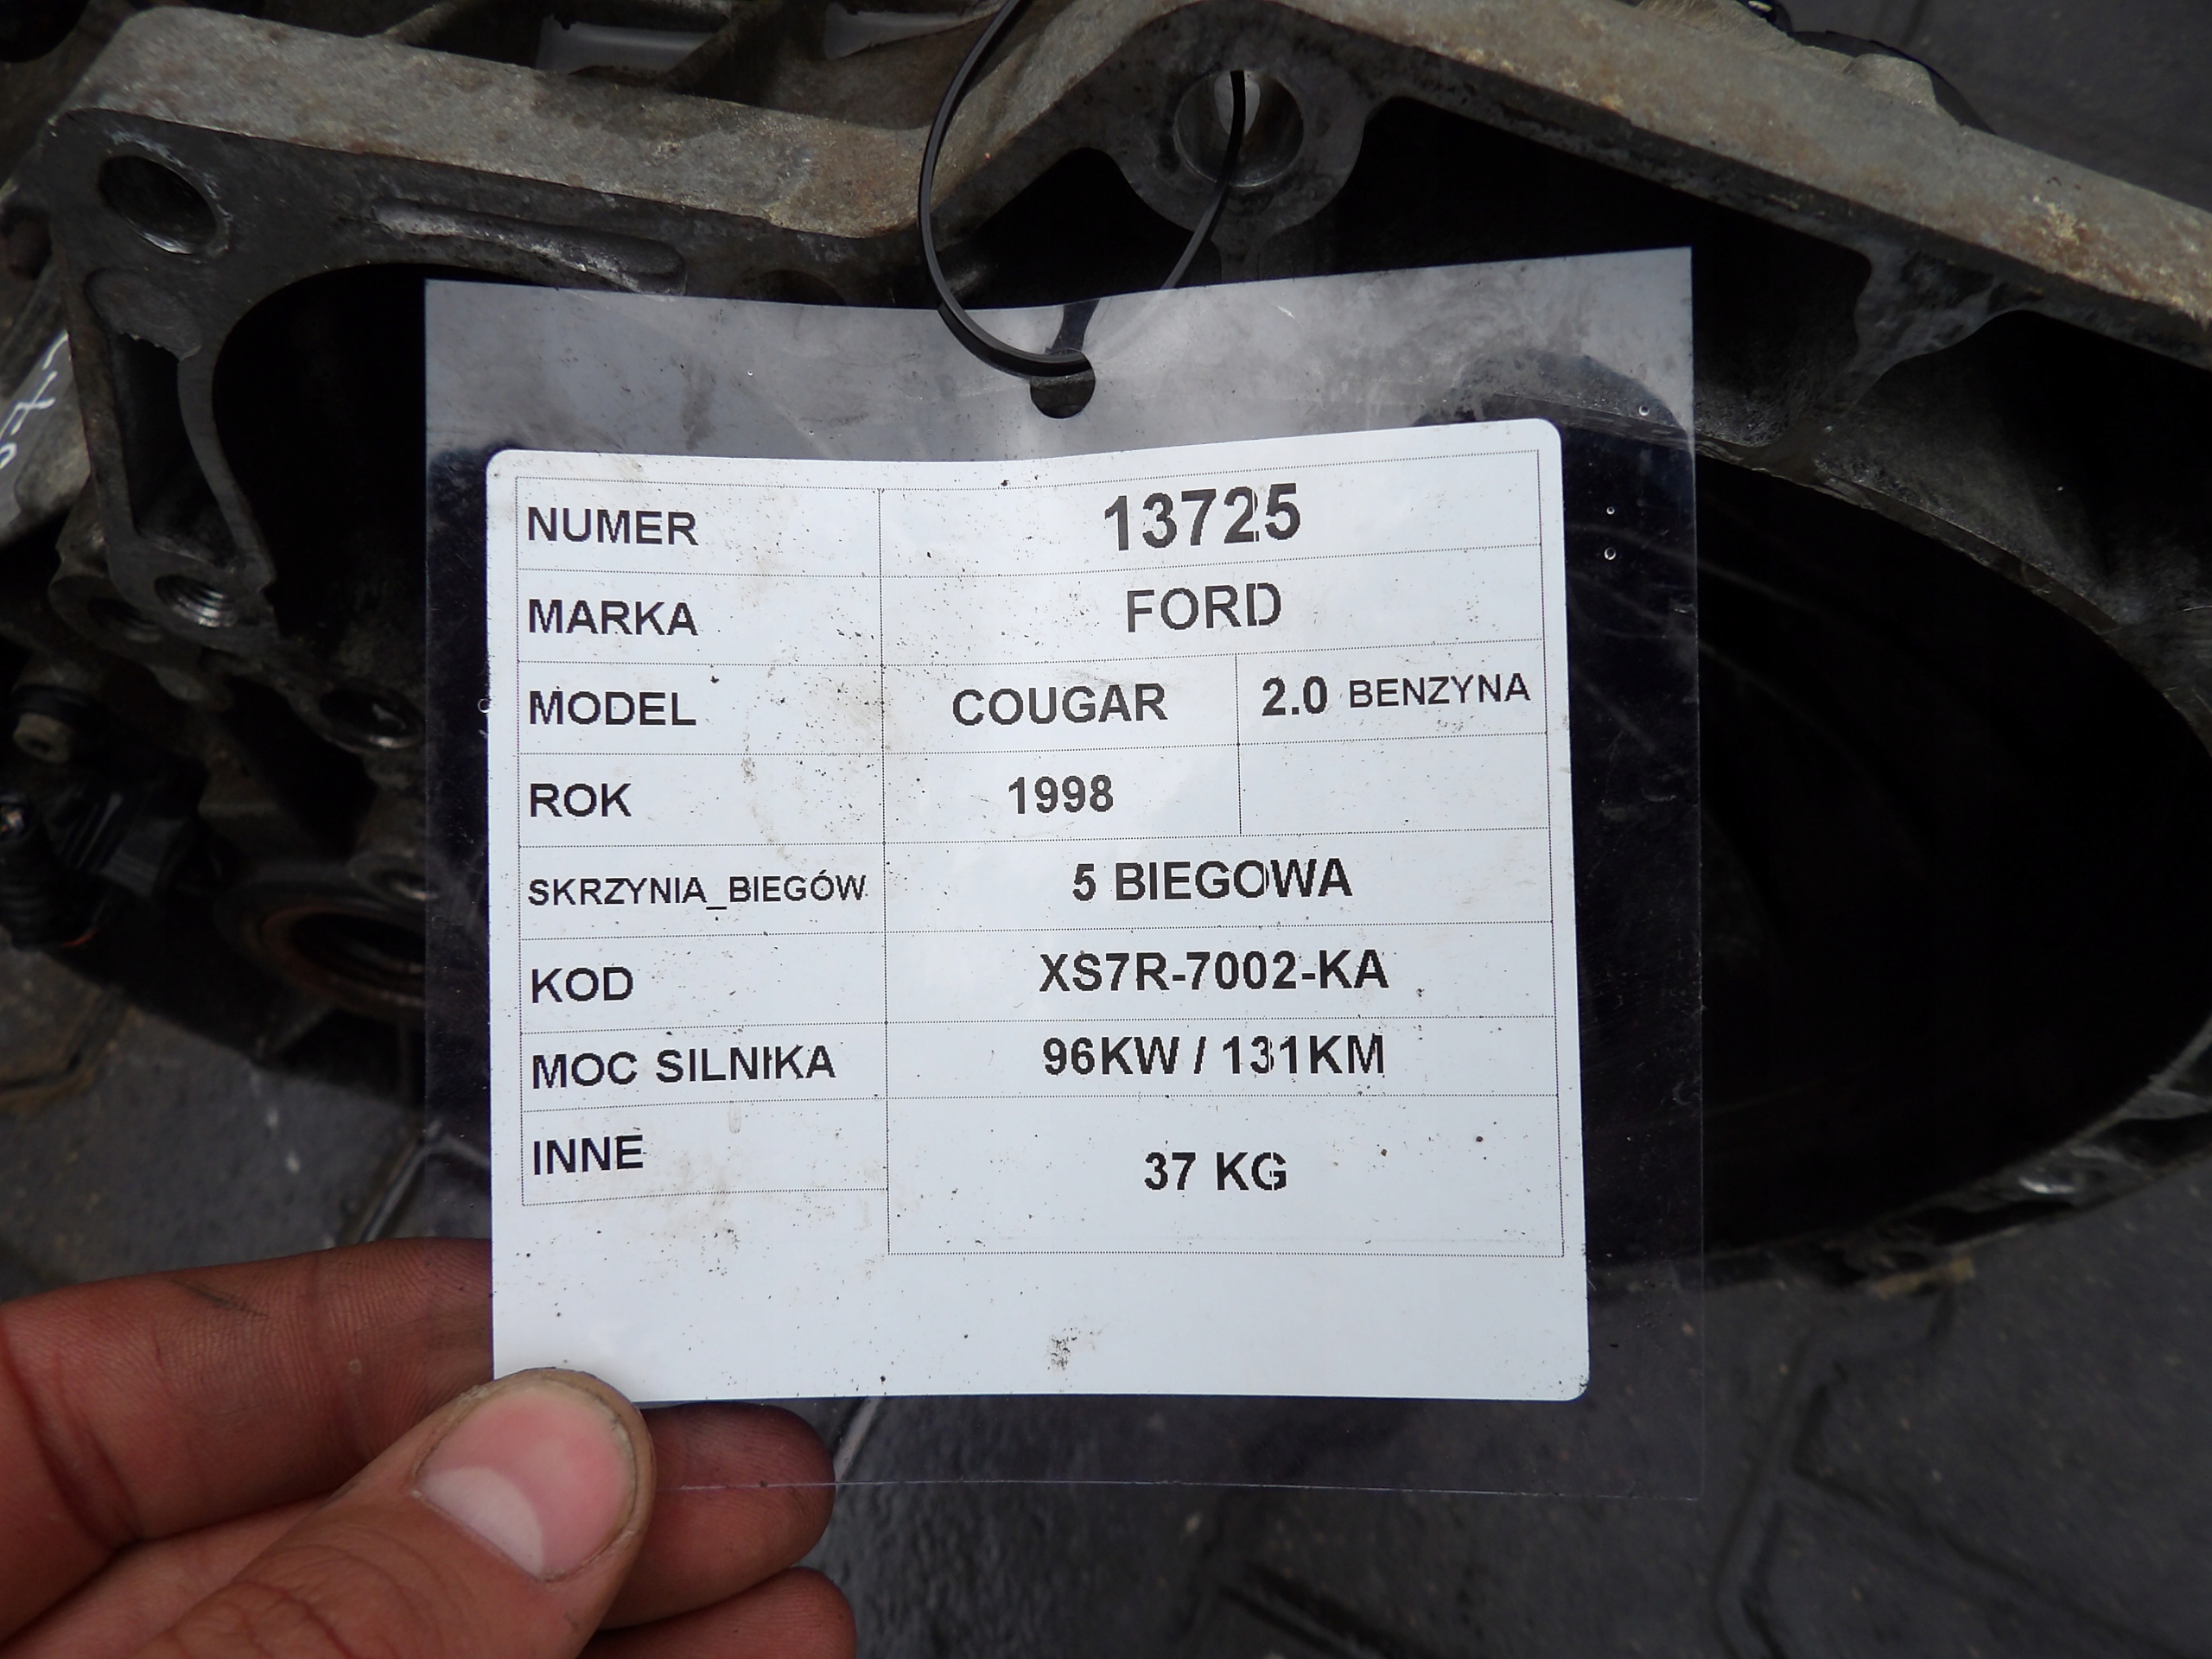 NUMER 13725
MARKA FORD
MODEL COUGAR 2.0 BENZYNA
ROK 1998
SKRZYNIA_BIEGÓW 5 BIEGOWA
KOD XS7R-7002-KA
MOC SILNIKA 96KW / 131KM
INNE 37 KG